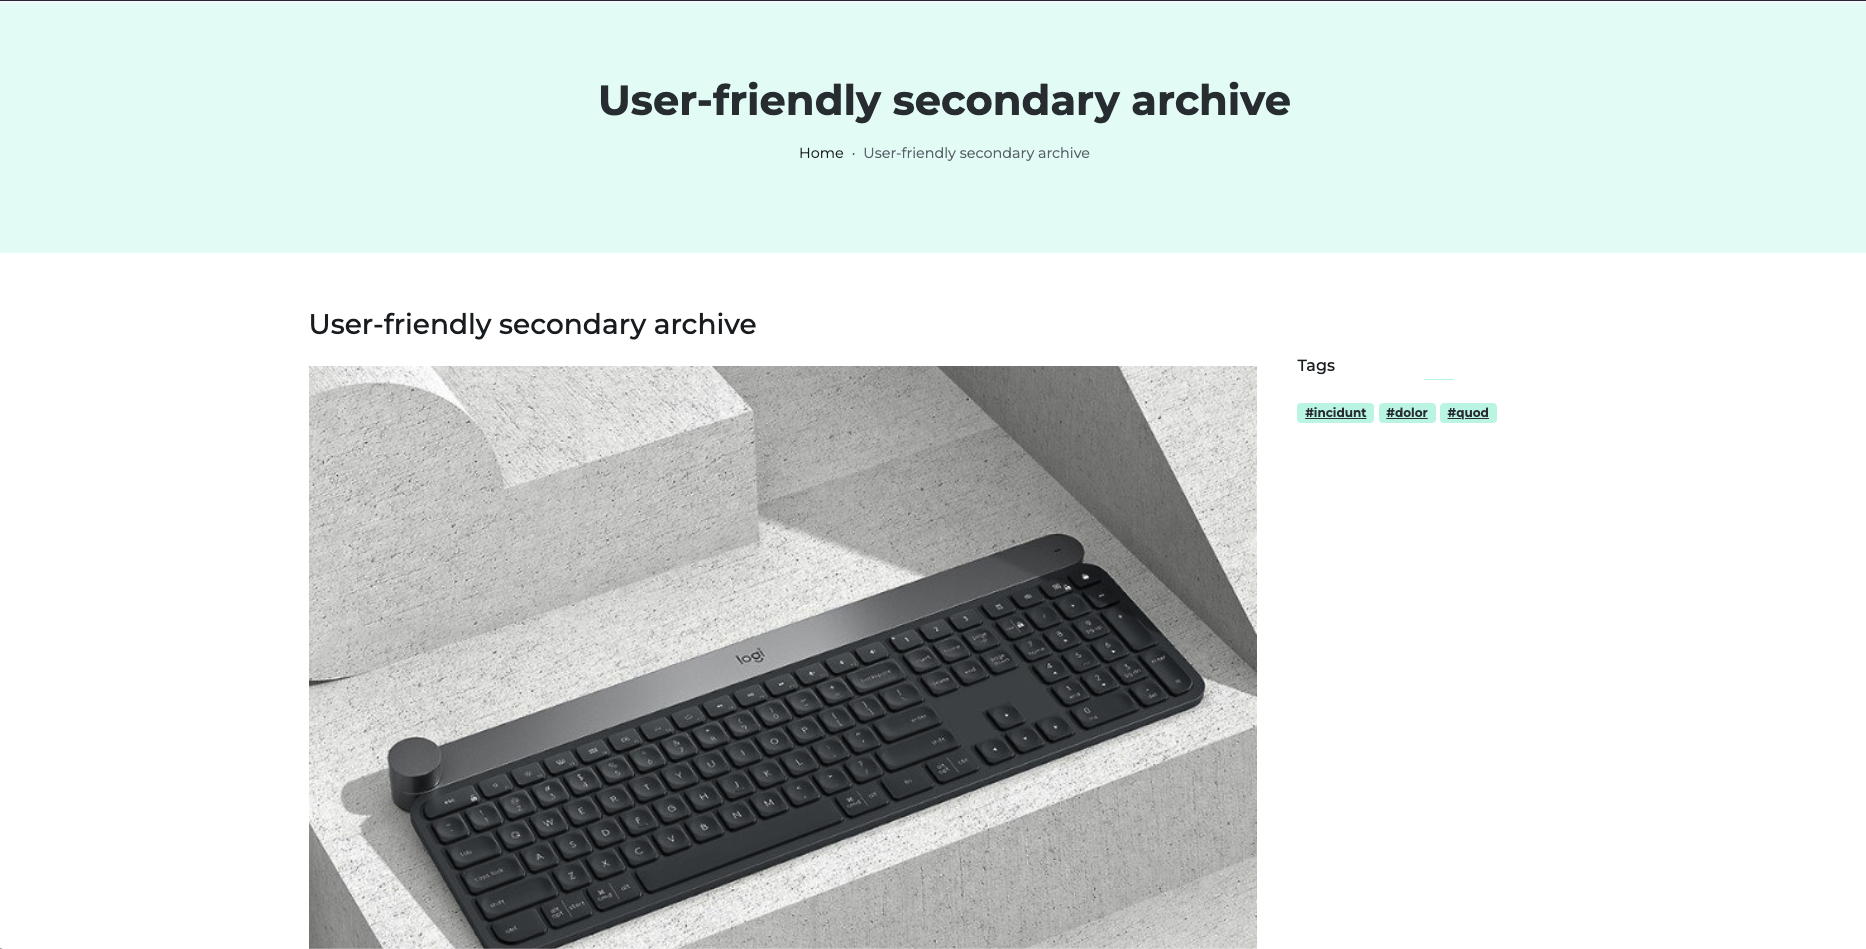 User-friendly secondary archive
Home · User-friendly secondary archive
User-friendly secondary archive
Tags
#incidunt #dolor #quod
logi